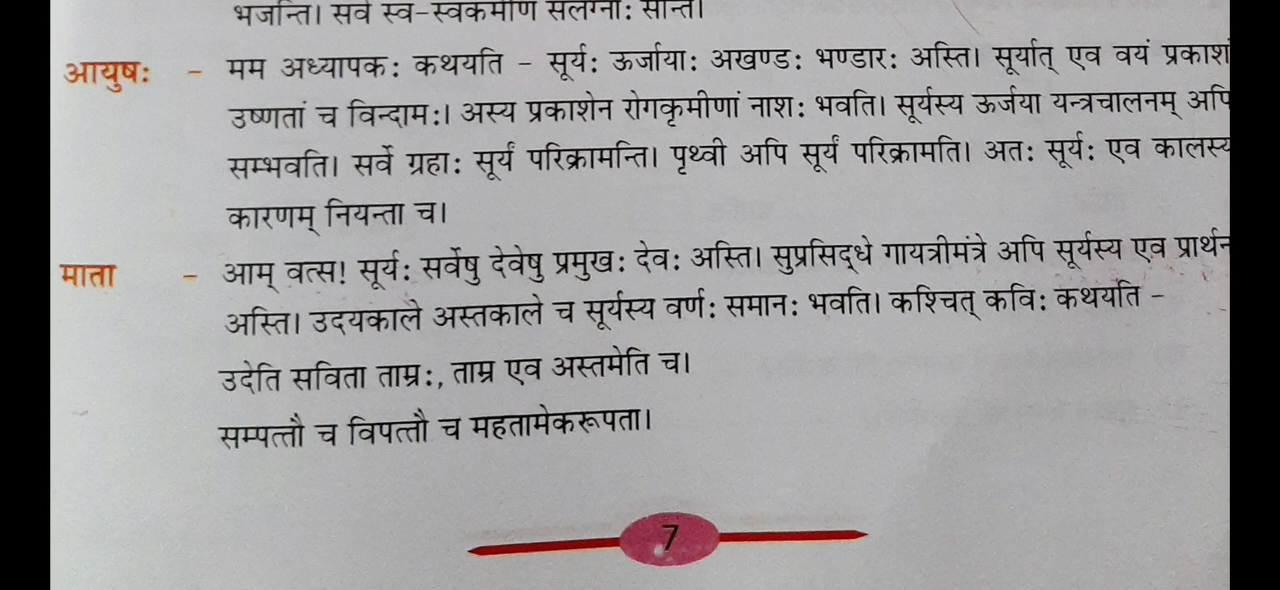 भजन्ति। सर्वे स्व-स्वकर्माणि संलग्नाः सन्ति।
आयुषः - मम अध्यापकः कथयति - सूर्यः ऊर्जायाः अखण्डः भण्डारः अस्ति। सूर्यात् एव वयं प्रकाश
उष्णतां च विन्दामः। अस्य प्रकाशेन रोगकृमीणां नाशः भवति। सूर्यस्य ऊर्जया यन्त्रचालनम् अपि
सम्भवति। सर्वे ग्रहाः सूर्यं परिक्रामन्ति। पृथ्वी अपि सूर्यं परिक्रामति। अतः सूर्यः एव कालस्य
कारणम् नियन्ता च।
माता - आम् वत्स! सूर्यः सर्वेषु देवेषु प्रमुखः देवः अस्ति। सुप्रसिद्धे गायत्रीमंत्रे अपि सूर्यस्य एव प्रार्थन
अस्ति। उदयकाले अस्तकाले च सूर्यस्य वर्णः समानः भवति। कश्चित् कविः कथयति -
उदेति सविता ताम्रः, ताम्र एव अस्तमेति च।
सम्पत्तौ च विपत्तौ च महतामेकरूपता।
7